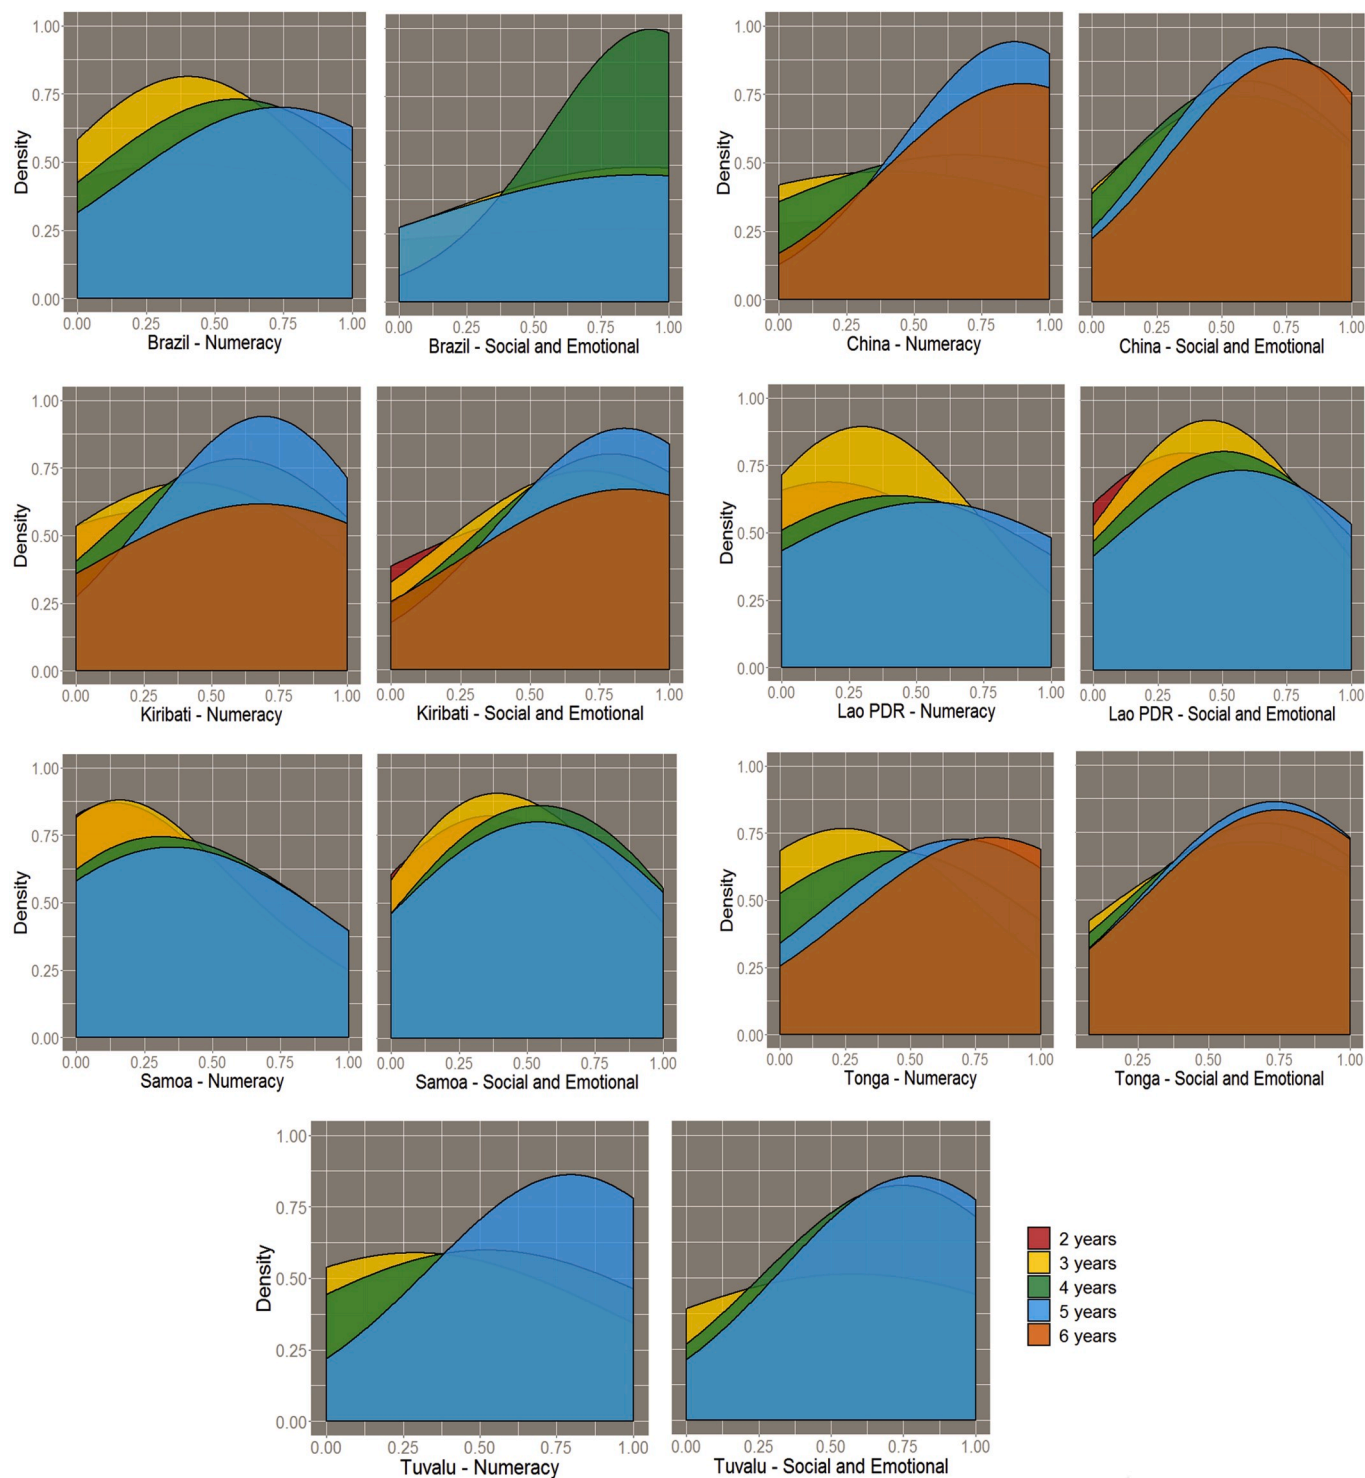 1.00
0.75
0.50
0.25
0.00
Density
0.00 0.25 0.50 0.75 1.00
Brazil - Numeracy
0.00 0.25 0.50 0.75 1.00
Brazil - Social and Emotional
1.00
0.75
0.50
0.25
0.00
Density
0.00 0.25 0.50 0.75 1.00
China - Numeracy
0.00 0.25 0.50 0.75 1.00
China - Social and Emotional
1.00
0.75
0.50
0.25
0.00
Density
0.00 0.25 0.50 0.75 1.00
Kiribati - Numeracy
0.00 0.25 0.50 0.75 1.00
Kiribati - Social and Emotional
1.00
0.75
0.50
0.25
0.00
Density
0.00 0.25 0.50 0.75 1.00
Lao PDR - Numeracy
0.00 0.25 0.50 0.75 1.00
Lao PDR - Social and Emotional
1.00
0.75
0.50
0.25
0.00
Density
0.00 0.25 0.50 0.75 1.00
Samoa - Numeracy
0.00 0.25 0.50 0.75 1.00
Samoa - Social and Emotional
1.00
0.75
0.50
0.25
0.00
Density
0.00 0.25 0.50 0.75 1.00
Tonga - Numeracy
0.25 0.50 0.75 1.00
Tonga - Social and Emotional
1.00
0.75
0.50
0.25
0.00
Density
0.00 0.25 0.50 0.75 1.00
Tuvalu - Numeracy
0.00 0.25 0.50 0.75 1.00
Tuvalu - Social and Emotional
2 years
3 years
4 years
5 years
6 years